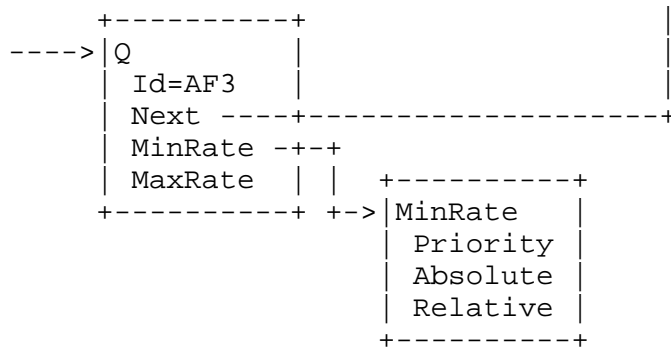 +----------+ |
---->|Q | |
| Id=AF3 | |
| Next ----+--------------------+
| MinRate -+-+
| MaxRate | | +----------+
+----------+ +->|MinRate |
| Priority |
| Absolute |
| Relative |
+----------+